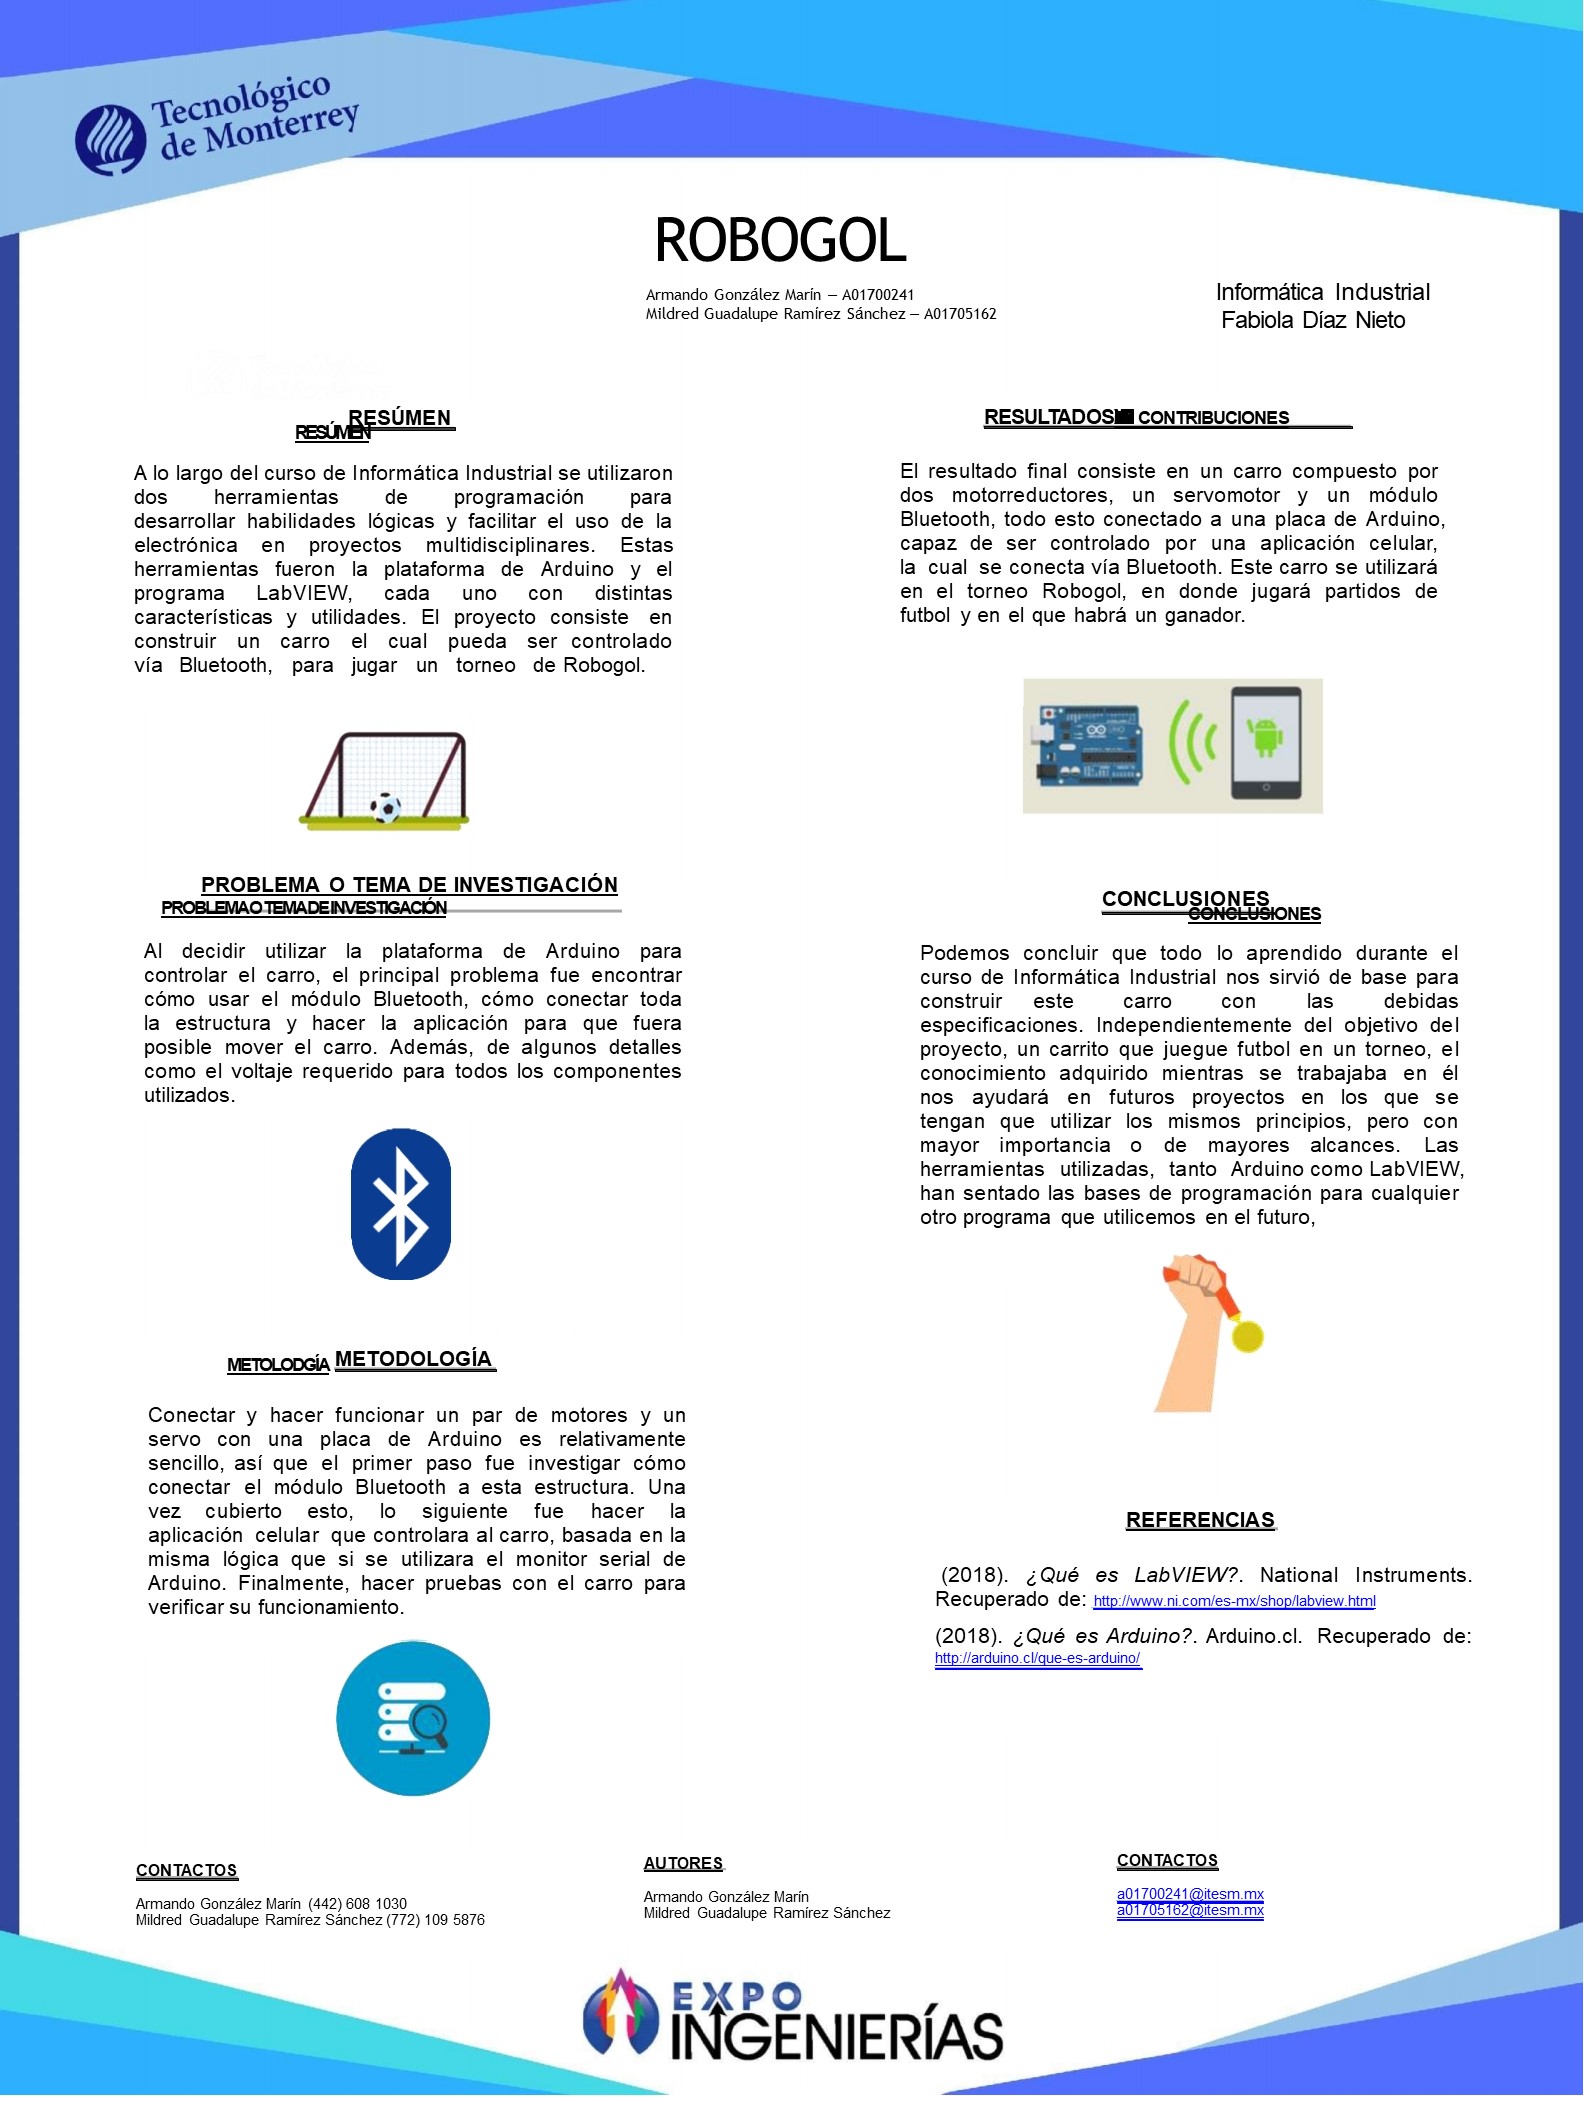 Tecnológico
de Monterrey
ROBOGOL
Armando González Marín – A01700241
Mildred Guadalupe Ramírez Sánchez – A01705162
Informática Industrial
Fabiola Díaz Nieto
RESÚMEN
RESÚMEN
A lo largo del curso de Informática Industrial se utilizaron
dos herramientas de programación para
desarrollar habilidades lógicas y facilitar el uso de la
electrónica en proyectos multidisciplinares. Estas
herramientas fueron la plataforma de Arduino y el
programa LabVIEW, cada uno con distintas
características y utilidades. El proyecto consiste en
construir un carro el cual pueda ser controlado
vía Bluetooth, para jugar un torneo de Robogol.
PROBLEMA O TEMA DE INVESTIGACIÓN
PROBLEMA O TEMA DE INVESTIGACIÓN
Al decidir utilizar la plataforma de Arduino para
controlar el carro, el principal problema fue encontrar
cómo usar el módulo Bluetooth, cómo conectar toda
la estructura y hacer la aplicación para que fuera
posible mover el carro. Además, de algunos detalles
como el voltaje requerido para todos los componentes
utilizados.
METOLODGÍA METODOLOGÍA
Conectar y hacer funcionar un par de motores y un
servo con una placa de Arduino es relativamente
sencillo, así que el primer paso fue investigar cómo
conectar el módulo Bluetooth a esta estructura. Una
vez cubierto esto, lo siguiente fue hacer la
aplicación celular que controlara al carro, basada en la
misma lógica que si se utilizara el monitor serial de
Arduino. Finalmente, hacer pruebas con el carro para
verificar su funcionamiento.
RESULTADOS CONTRIBUCIONES
El resultado final consiste en un carro compuesto por
dos motorreductores, un servomotor y un módulo
Bluetooth, todo esto conectado a una placa de Arduino,
capaz de ser controlado por una aplicación celular,
la cual se conecta vía Bluetooth. Este carro se utilizará
en el torneo Robogol, en donde jugará partidos de
futbol y en el que habrá un ganador.
UNO
CONCLUSIONES
CONCLUSIONES
Podemos concluir que todo lo aprendido durante el
curso de Informática Industrial nos sirvió de base para
construir este carro con las debidas
especificaciones. Independientemente del objetivo del
proyecto, un carrito que juegue futbol en un torneo, el
conocimiento adquirido mientras se trabajaba en él
nos ayudará en futuros proyectos en los que se
tengan que utilizar los mismos principios, pero con
mayor importancia o de mayores alcances. Las
herramientas utilizadas, tanto Arduino como LabVIEW,
han sentado las bases de programación para cualquier
otro programa que utilicemos en el futuro,
REFERENCIAS
(2018). ¿Qué es LabVIEW?. National Instruments.
Recuperado de: http://www.ni.com/es-mx/shop/labview.html
(2018). ¿Qué es Arduino?. Arduino.cl. Recuperado de:
http://arduino.cl/que-es-arduino/
CONTACTOS
Armando González Marín (442) 608 1030
Mildred Guadalupe Ramírez Sánchez (772) 109 5876
AUTORES
Armando González Marín
Mildred Guadalupe Ramírez Sánchez
CONTACTOS
a01700241@itesm.mx
a01705162@itesm.mx
EXPO
INGENIERÍAS